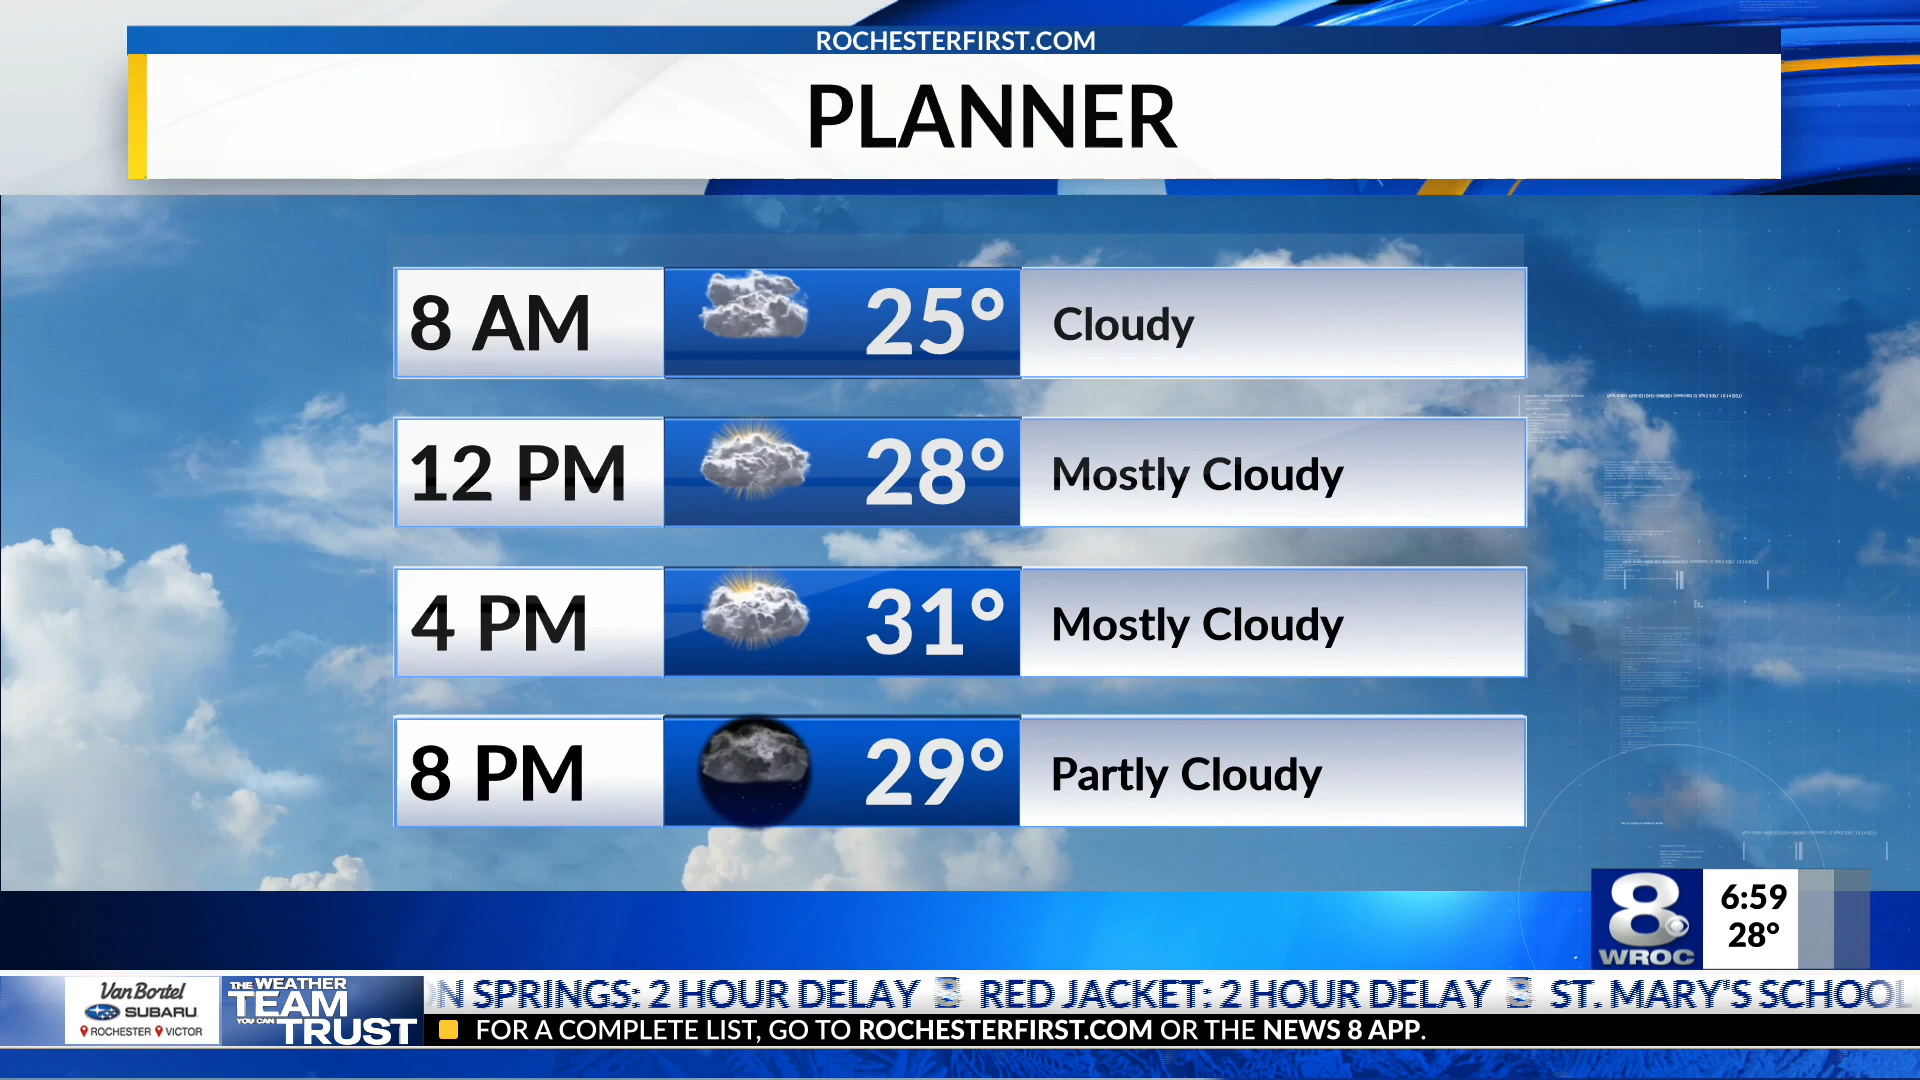 ROCHESTERFIRST.COM
PLANNER
8 AM 25° Cloudy
12 PM 28° Mostly Cloudy
4 PM 31° Mostly Cloudy
8 PM 29° Partly Cloudy
8
WROC
6:59
28°
Van Bortel
SUBARU
ROCHESTER VICTOR
THE WEATHER
TEAM
YOU CAN TRUST
N SPRINGS: 2 HOUR DELAY 8 RED JACKET: 2 HOUR DELAY 8 ST. MARY'S SCHOOL
FOR A COMPLETE LIST, GO TO ROCHESTERFIRST.COM OR THE NEWS 8 APP.